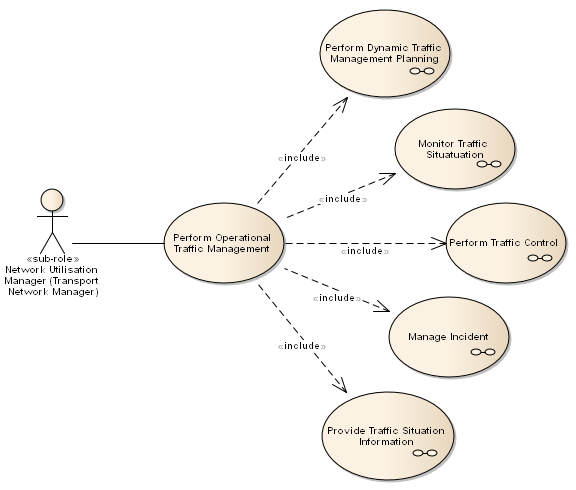 Perform Dynamic Traffic
Management Planning
«include»
Monitor Traffic
Situatuation
«include»
Perform Operational
Traffic Management
«include»
Perform Traffic Control
«sub-role»
Network Utilisation
Manager (Transport
Network Manager)
«include»
Manage Incident
«include»
Provide Traffic Situation
Information